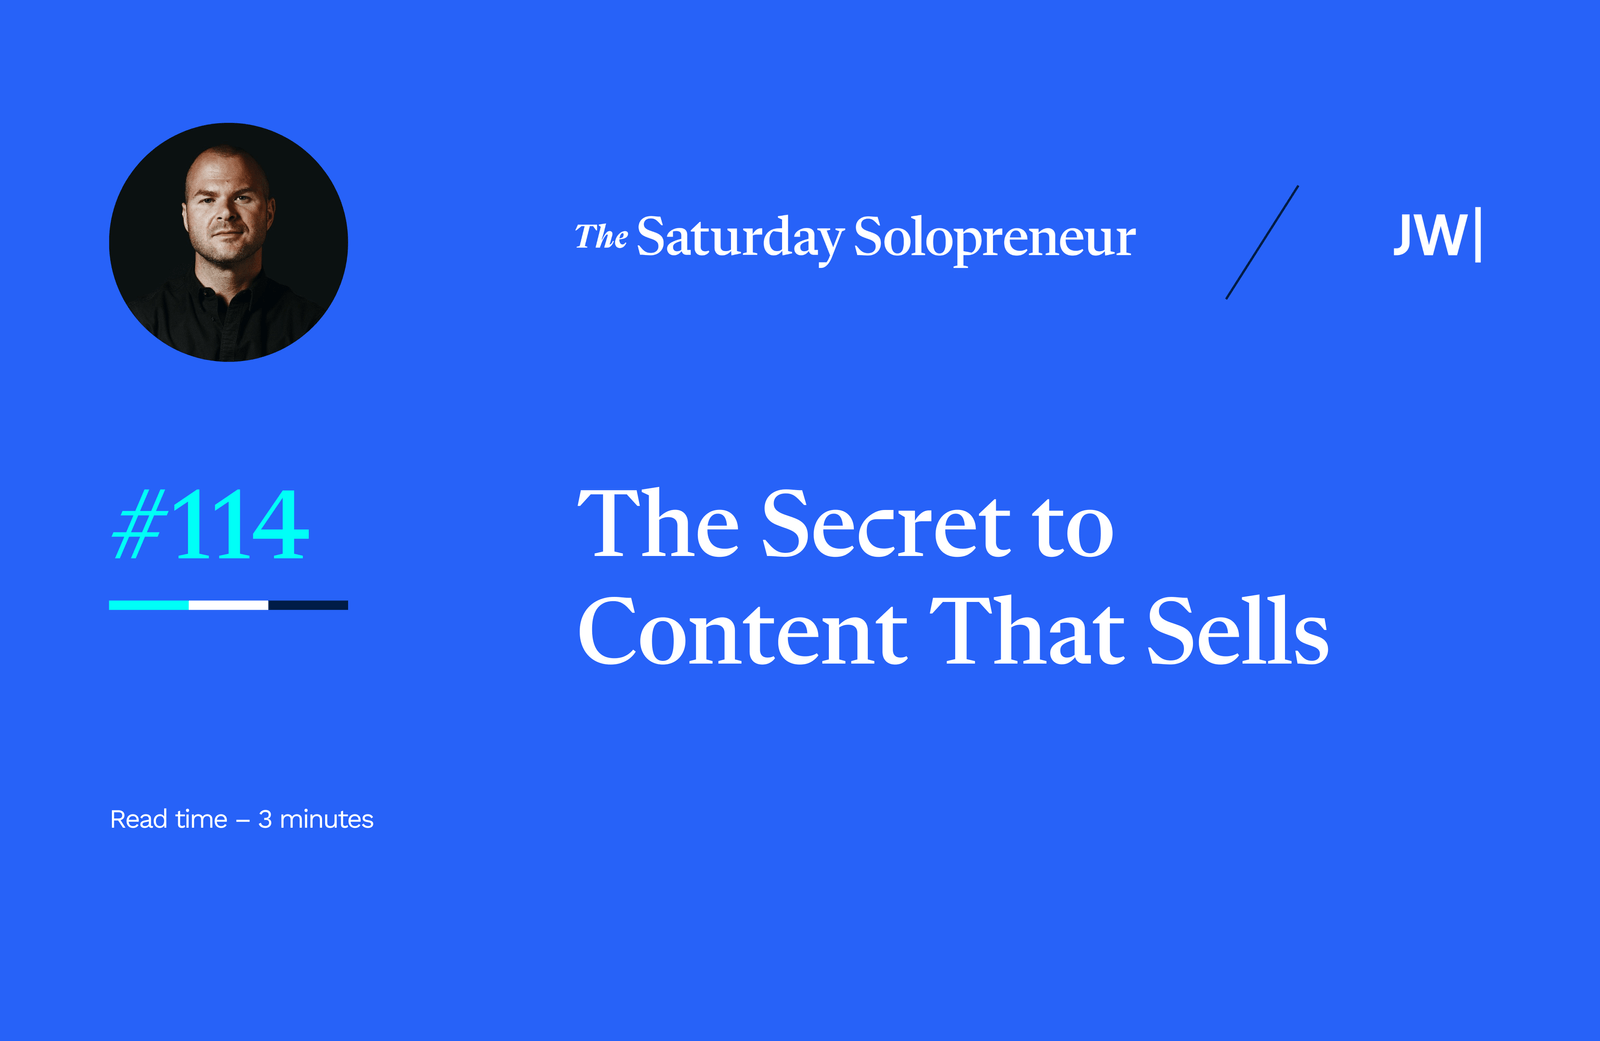 The Saturday Solopreneur
JW|
#114
The Secret to
Content That Sells
Read time – 3 minutes